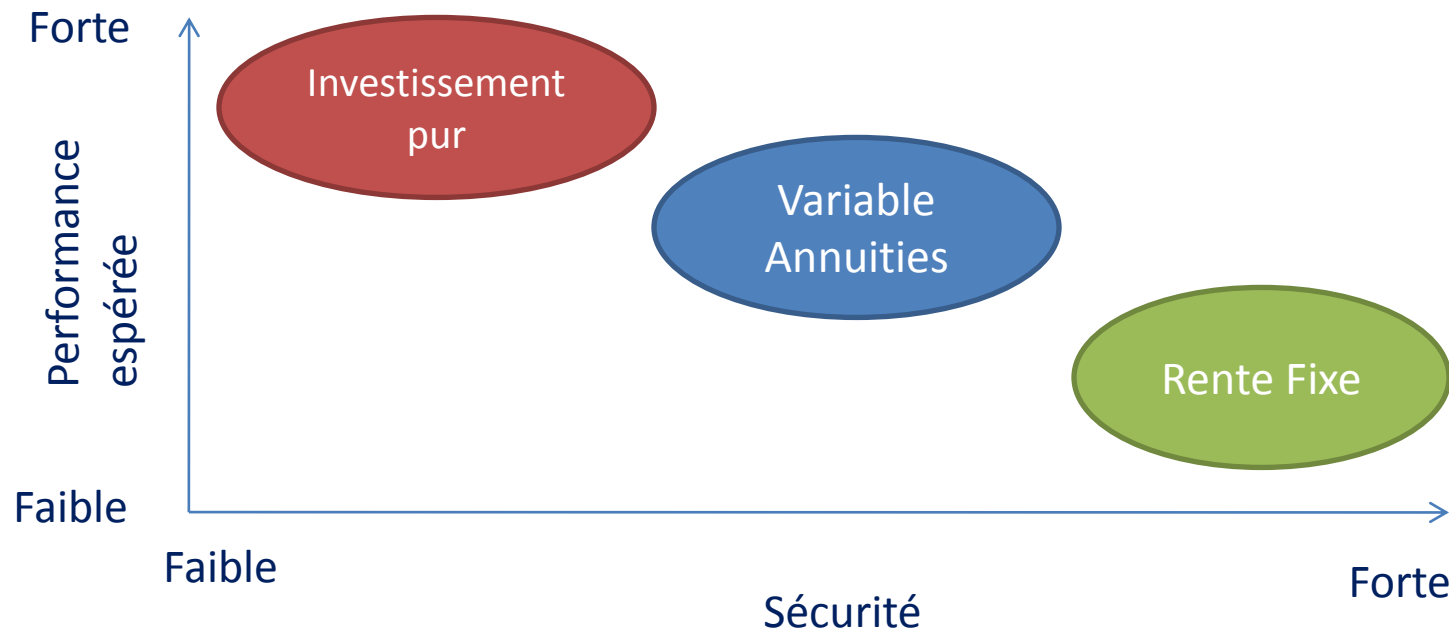 Forte
Investissement
pur
Performance
espérée
Variable
Annuities
Rente Fixe
Faible
Faible
Forte
Sécurité